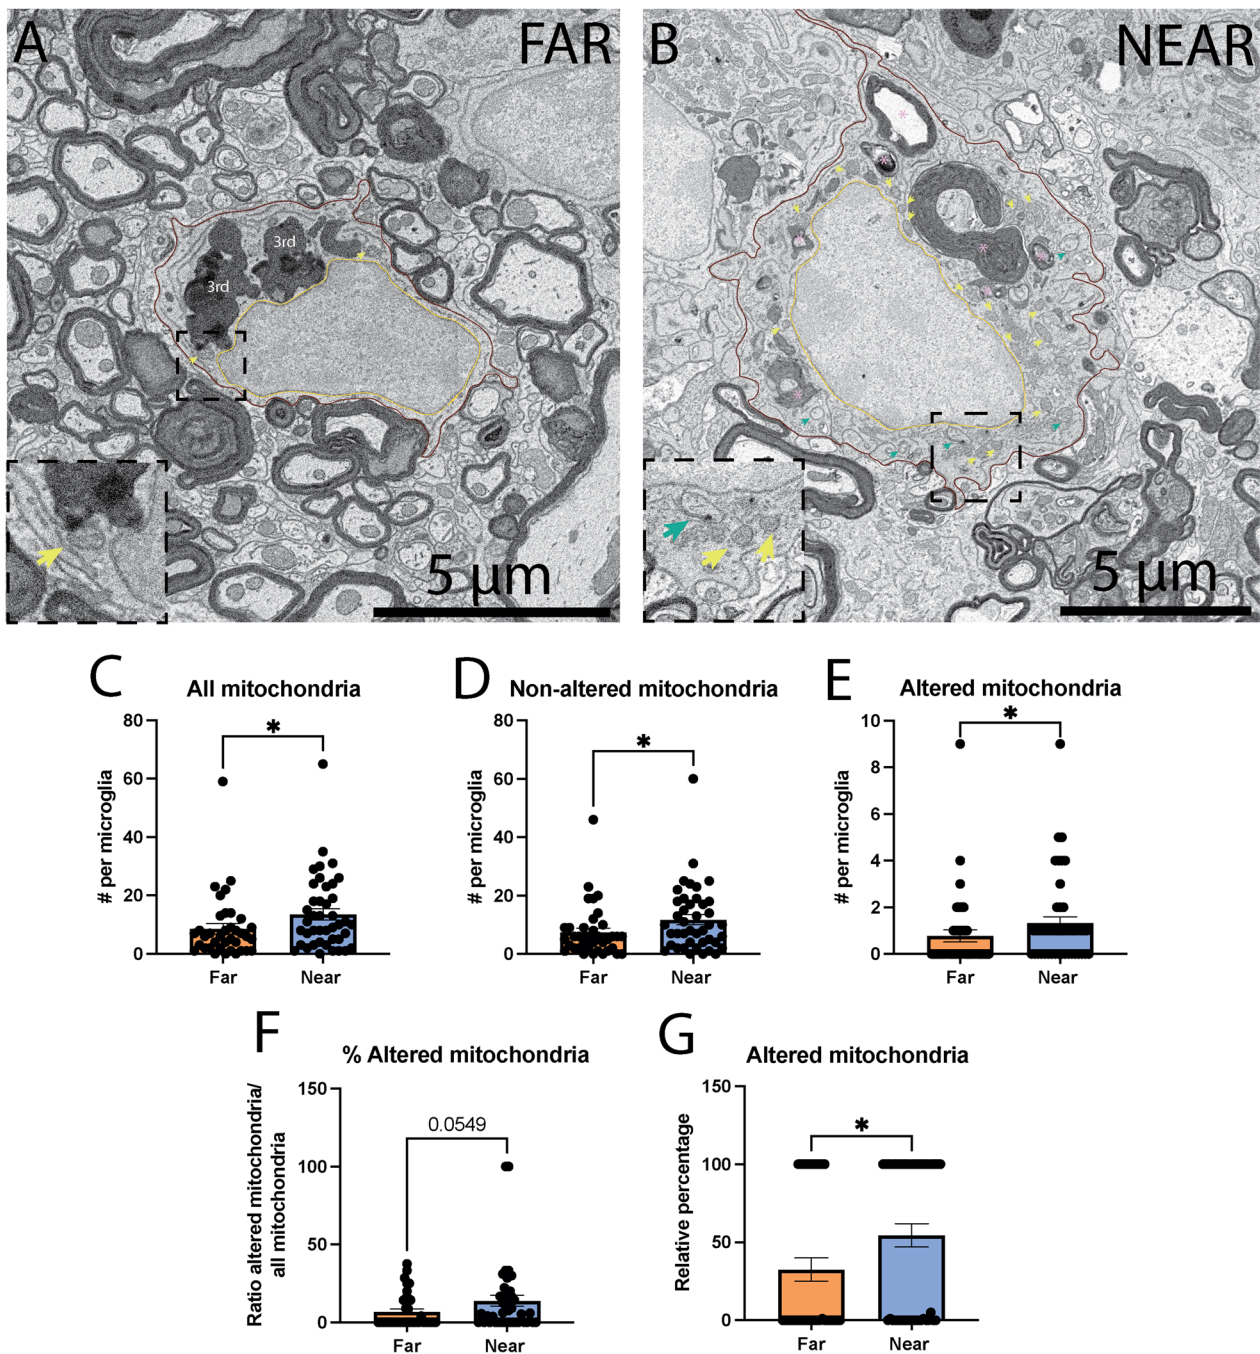 A
FAR
3rd
3rd
5 µm
B
NEAR
*
*
*
*
*
*
*
5 µm
C
All mitochondria
*
# per microglia
80
60
40
20
0
Far
Near
D
Non-altered mitochondria
*
# per microglia
80
60
40
20
0
Far
Near
E
Altered mitochondria
*
# per microglia
10
8
6
4
2
0
Far
Near
F
% Altered mitochondria
0.0549
Ratio altered mitochondria/
all mitochondria
150
100
50
0
Far
Near
G
Altered mitochondria
*
Relative percentage
150
100
50
0
Far
Near